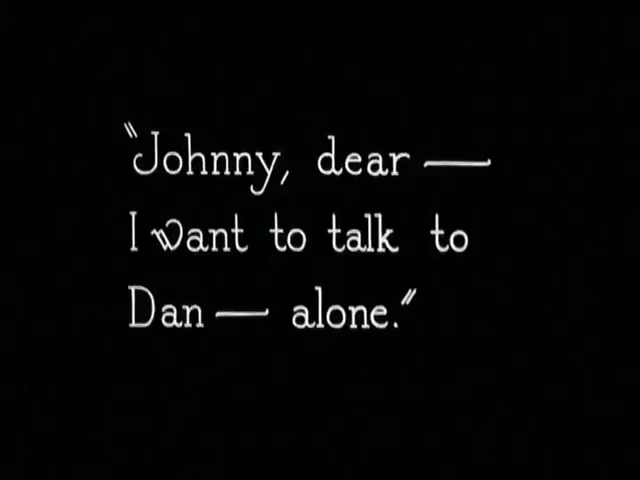 "Johnny, dear —
I want to talk to
Dan — alone."